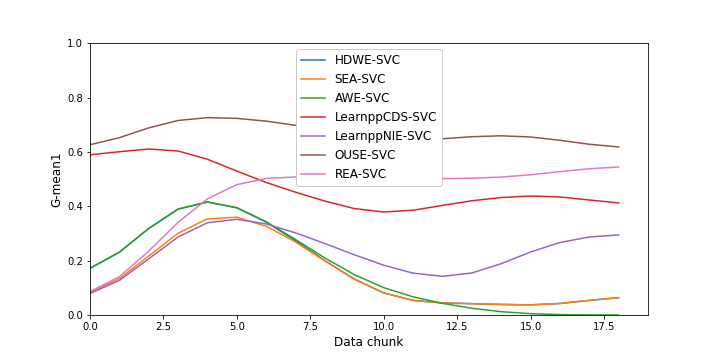 1.0
0.8
0.6
0.4
0.2
0.0
G-mean1
HDWE-SVC
SEA-SVC
AWE-SVC
LearnppCDS-SVC
LearnppNIE-SVC
OUSE-SVC
REA-SVC
0.0 2.5 5.0 7.5 10.0 12.5 15.0 17.5
Data chunk